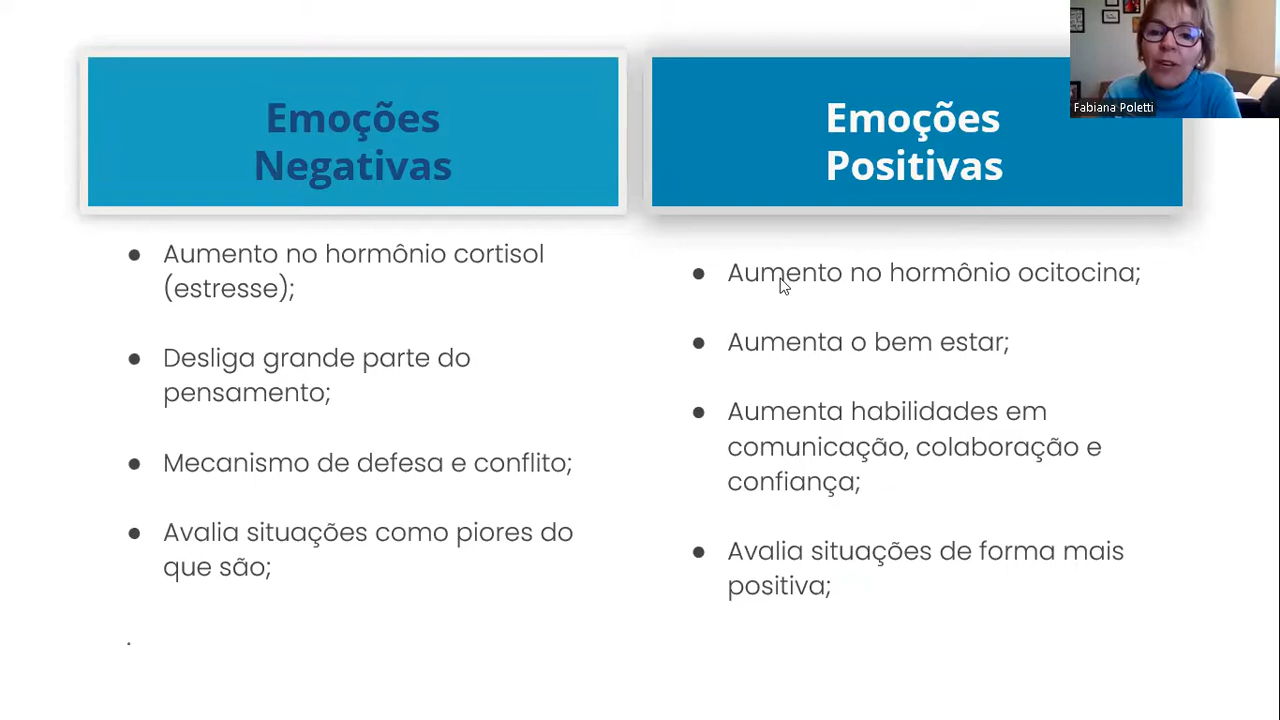 Emoções
Negativas
Aumento no hormônio cortisol
(estresse);
Desliga grande parte do
pensamento;
Mecanismo de defesa e conflito;
Avalia situações como piores do
que são;
.
Emoções
Positivas
Aumento no hormônio ocitocina;
Aumenta o bem estar;
Aumenta habilidades em
comunicação, colaboração e
confiança;
Avalia situações de forma mais
positiva;
Fabiana Poletti